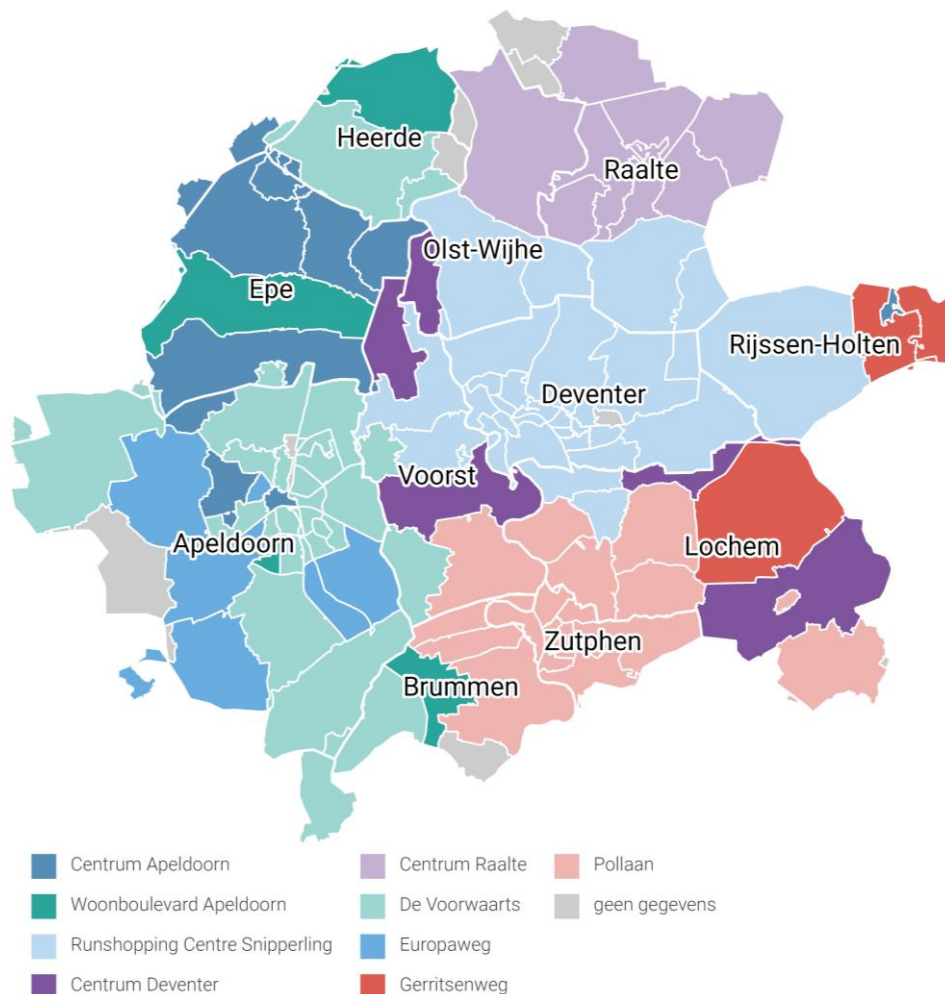 Heerde
Raalte
Olst-Wijhe
Epe
Rijssen-Holten
Deventer
Voorst
Apeldoorn
Lochem
Zutphen
Brummen
Centrum Apeldoorn
Centrum Raalte
Pollaan
Woonboulevard Apeldoorn
De Voorwaarts
geen gegevens
Runshopping Centre Snipperling
Europaweg
Centrum Deventer
Gerritsenweg